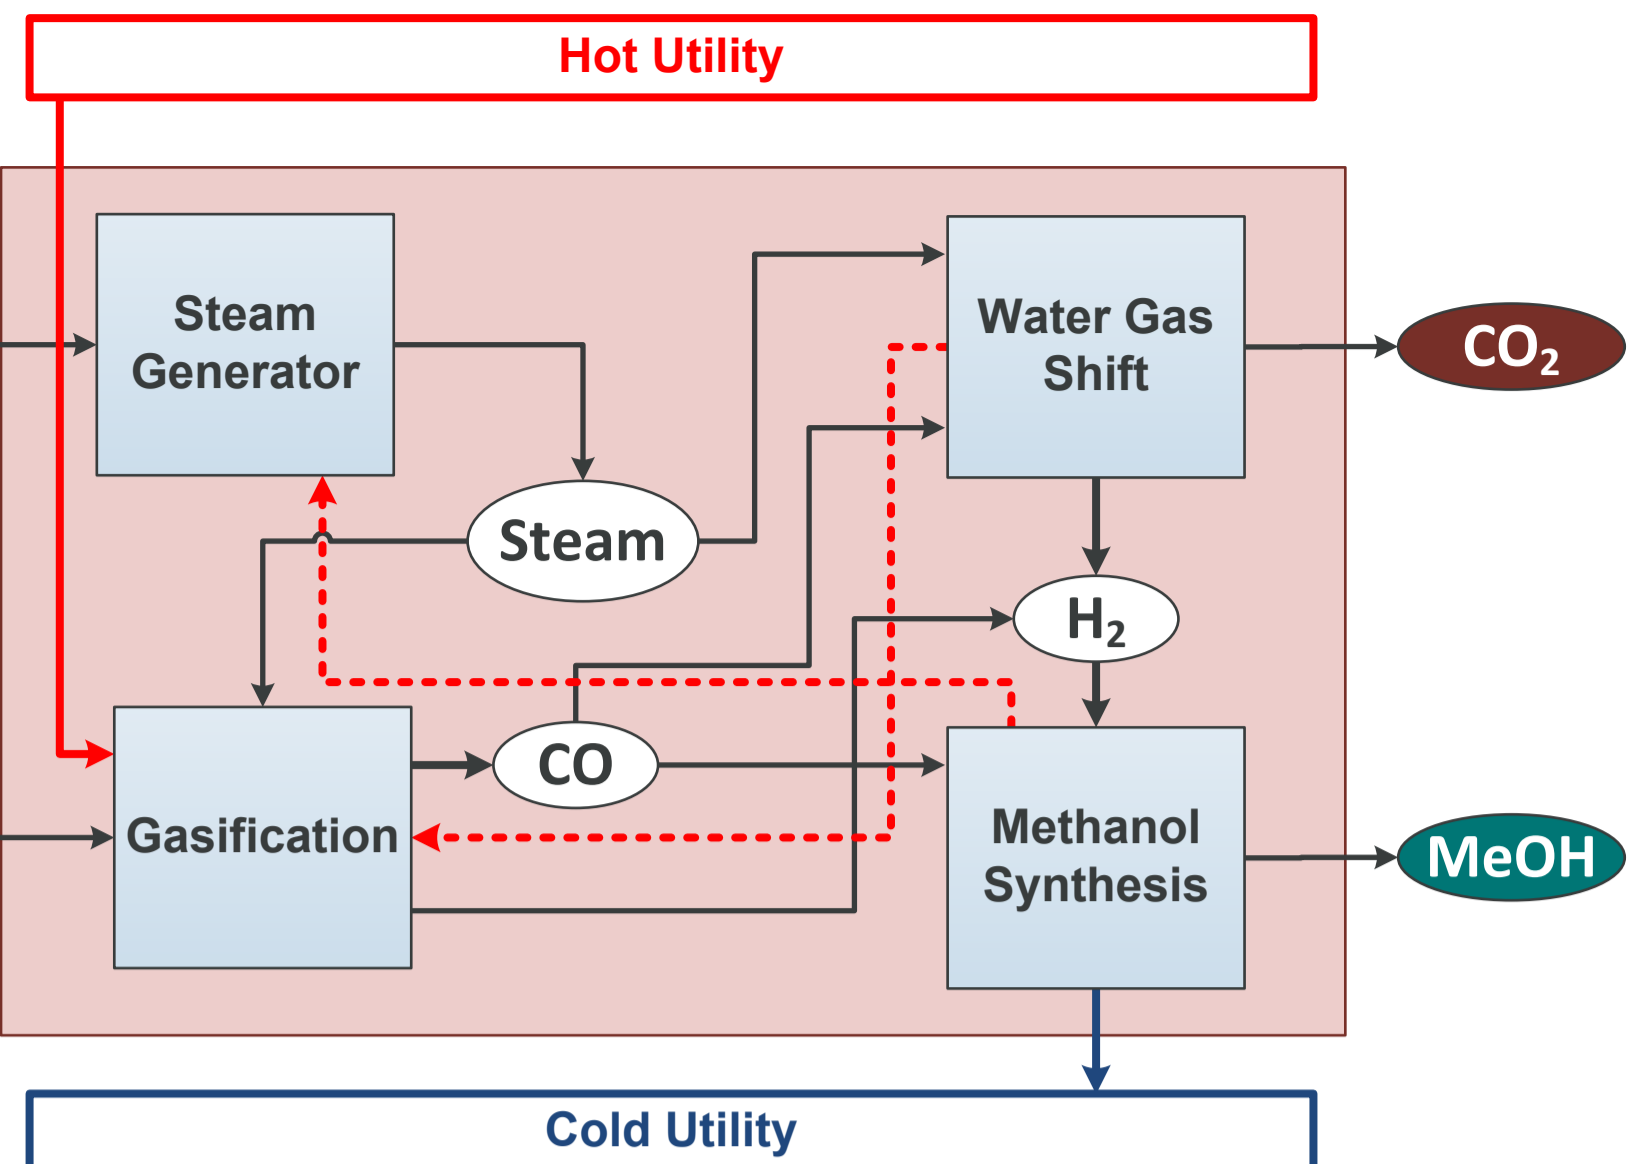 Hot Utility
Steam
Generator
Water Gas
Shift
CO₂
Steam
H₂
CO
Gasification
Methanol
Synthesis
MeOH
Cold Utility